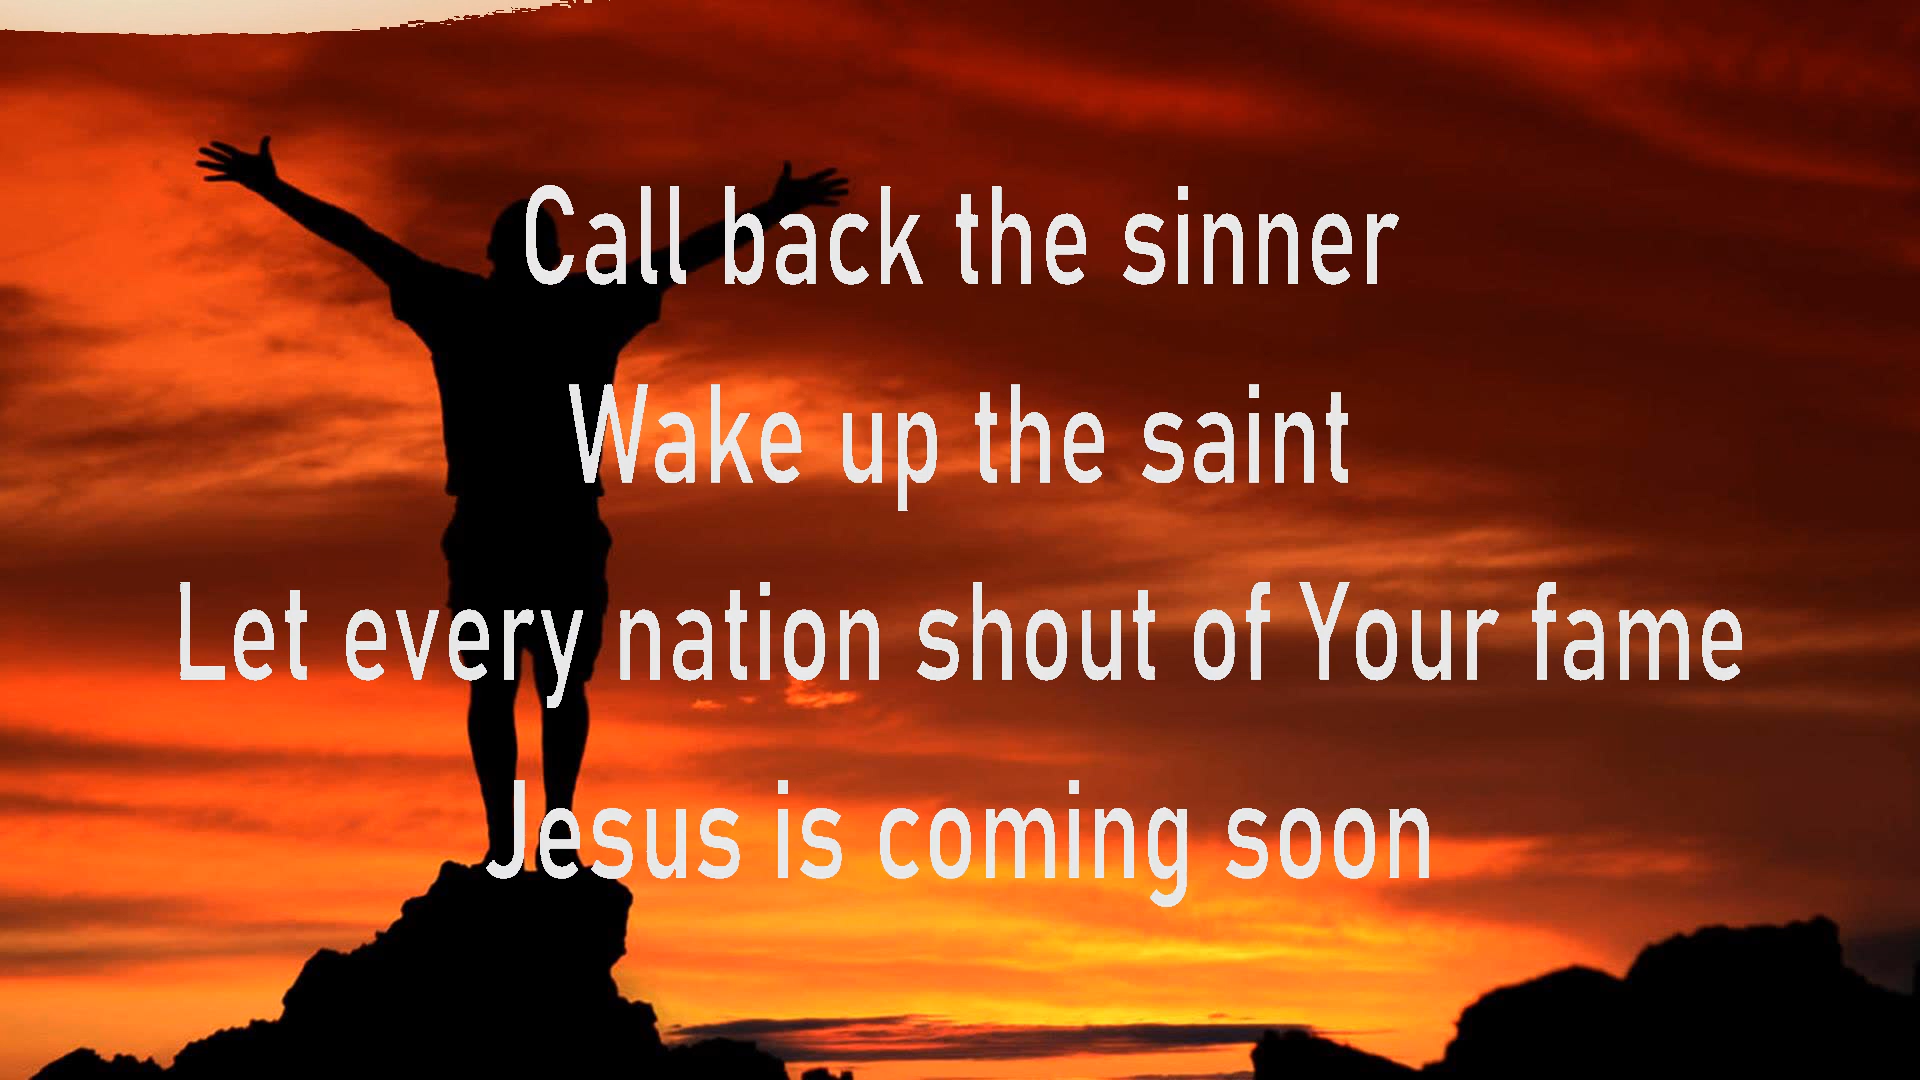 Call back the sinner
Wake up the saint
Let every nation shout of Your fame
Jesus is coming soon